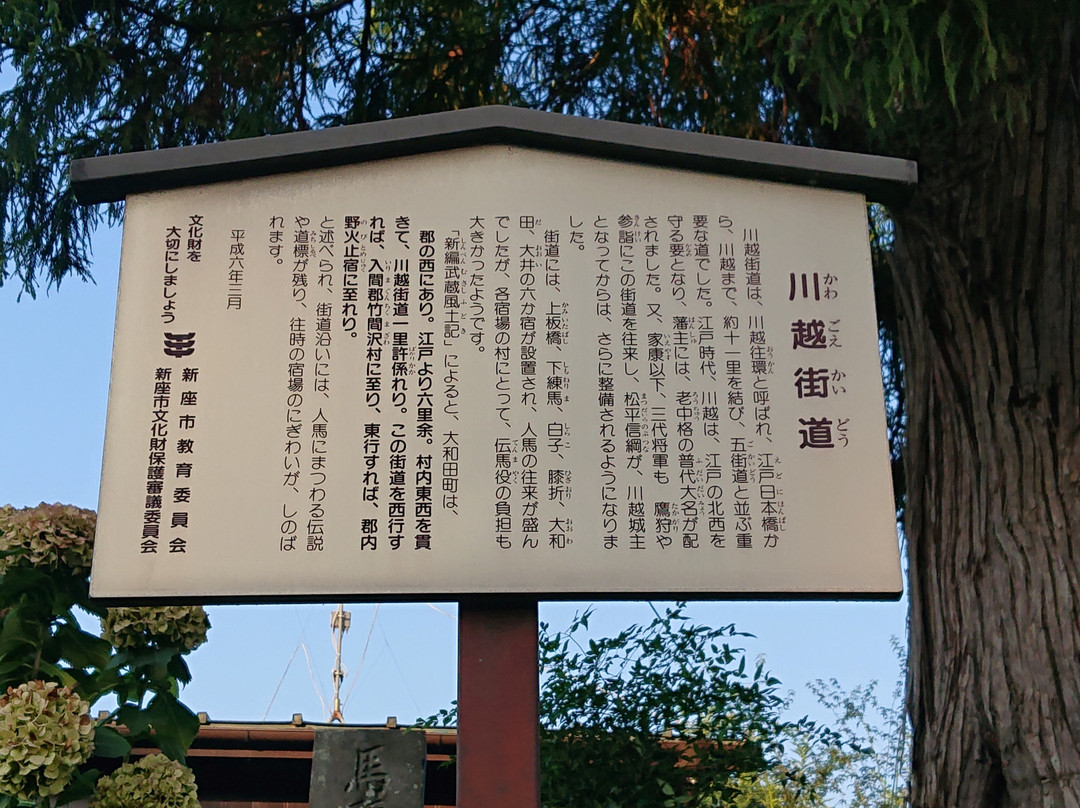 川越街道
かわごえかいどう
川越街道は、川越往環と呼ばれ、江戸日本橋か
ら、川越まで、約十一里を結び、五街道と並ぶ重
要な道でした。江戸時代、川越は、江戸の北西を
守る要となり、藩主には、老中格の普代大名が配
されました。又、家康以下、三代将軍も 鷹狩や
参詣にこの街道を往来し、松平信綱が、川越城主
となってからは、さらに整備されるようになりま
した。
街道には、上板橋、下練馬、白子、膝折、大和
田、大井の六か宿が設置され、人馬の往来が盛ん
でしたが、各宿場の村にとって、伝馬役の負担も
大きかったようです。
「新編武蔵風土記」によると、大和田町は、
郡の西にあり。江戸より六里余。村内東西を貫
きて、川越街道一里許係れり。この街道を西行す
れば、入間郡竹間沢村に至り、東行すれば、郡内
野火止宿に至れり。
と述べられ、街道沿いには、人馬にまつわる伝説
や道標が残り、往時の宿場のにぎわいが、しのば
れます。
平成六年三月
文化財を
大切にしましょう
新座市教育委員会
新座市文化財保護審議委員会
馬